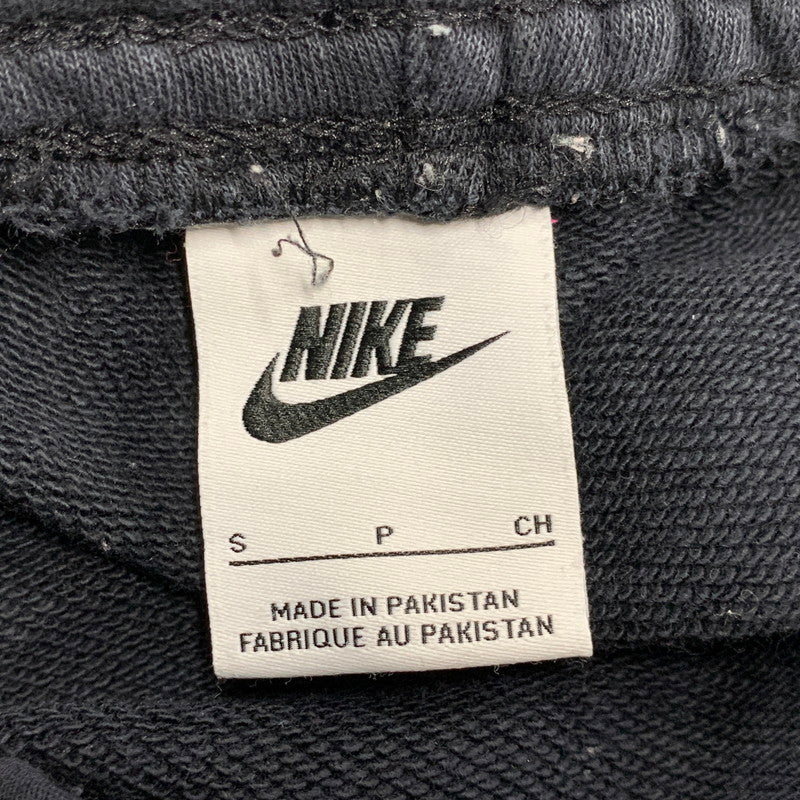 NIKE
S P CH
MADE IN PAKISTAN
FABRIQUE AU PAKISTAN